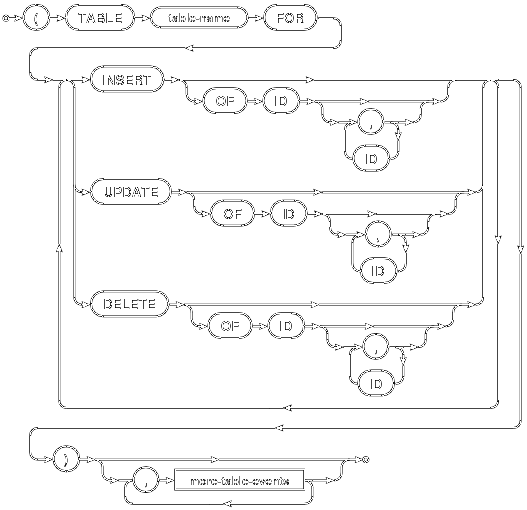 ( TABLE table-name FOR
INSERT
OF ID
,
ID
UPDATE
OF ID
,
ID
DELETE
OF ID
,
ID
)
, more-table-events